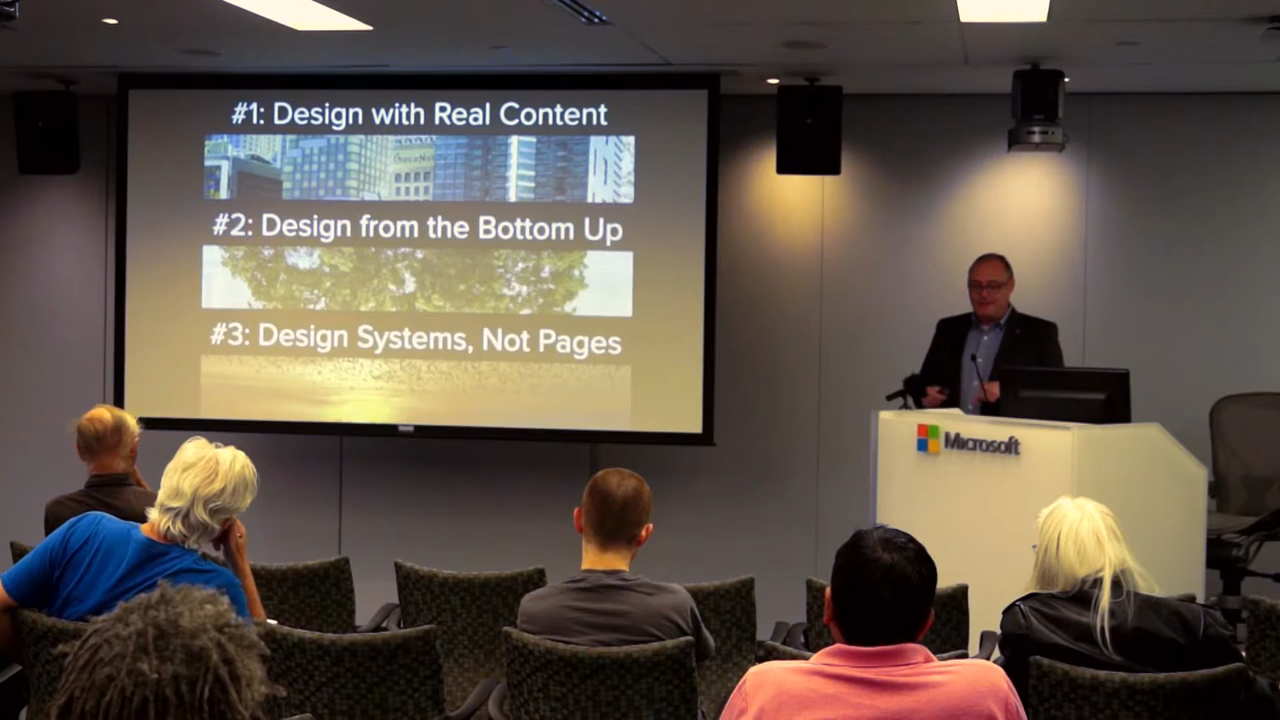 #1: Design with Real Content
#2: Design from the Bottom Up
#3: Design Systems, Not Pages
Microsoft